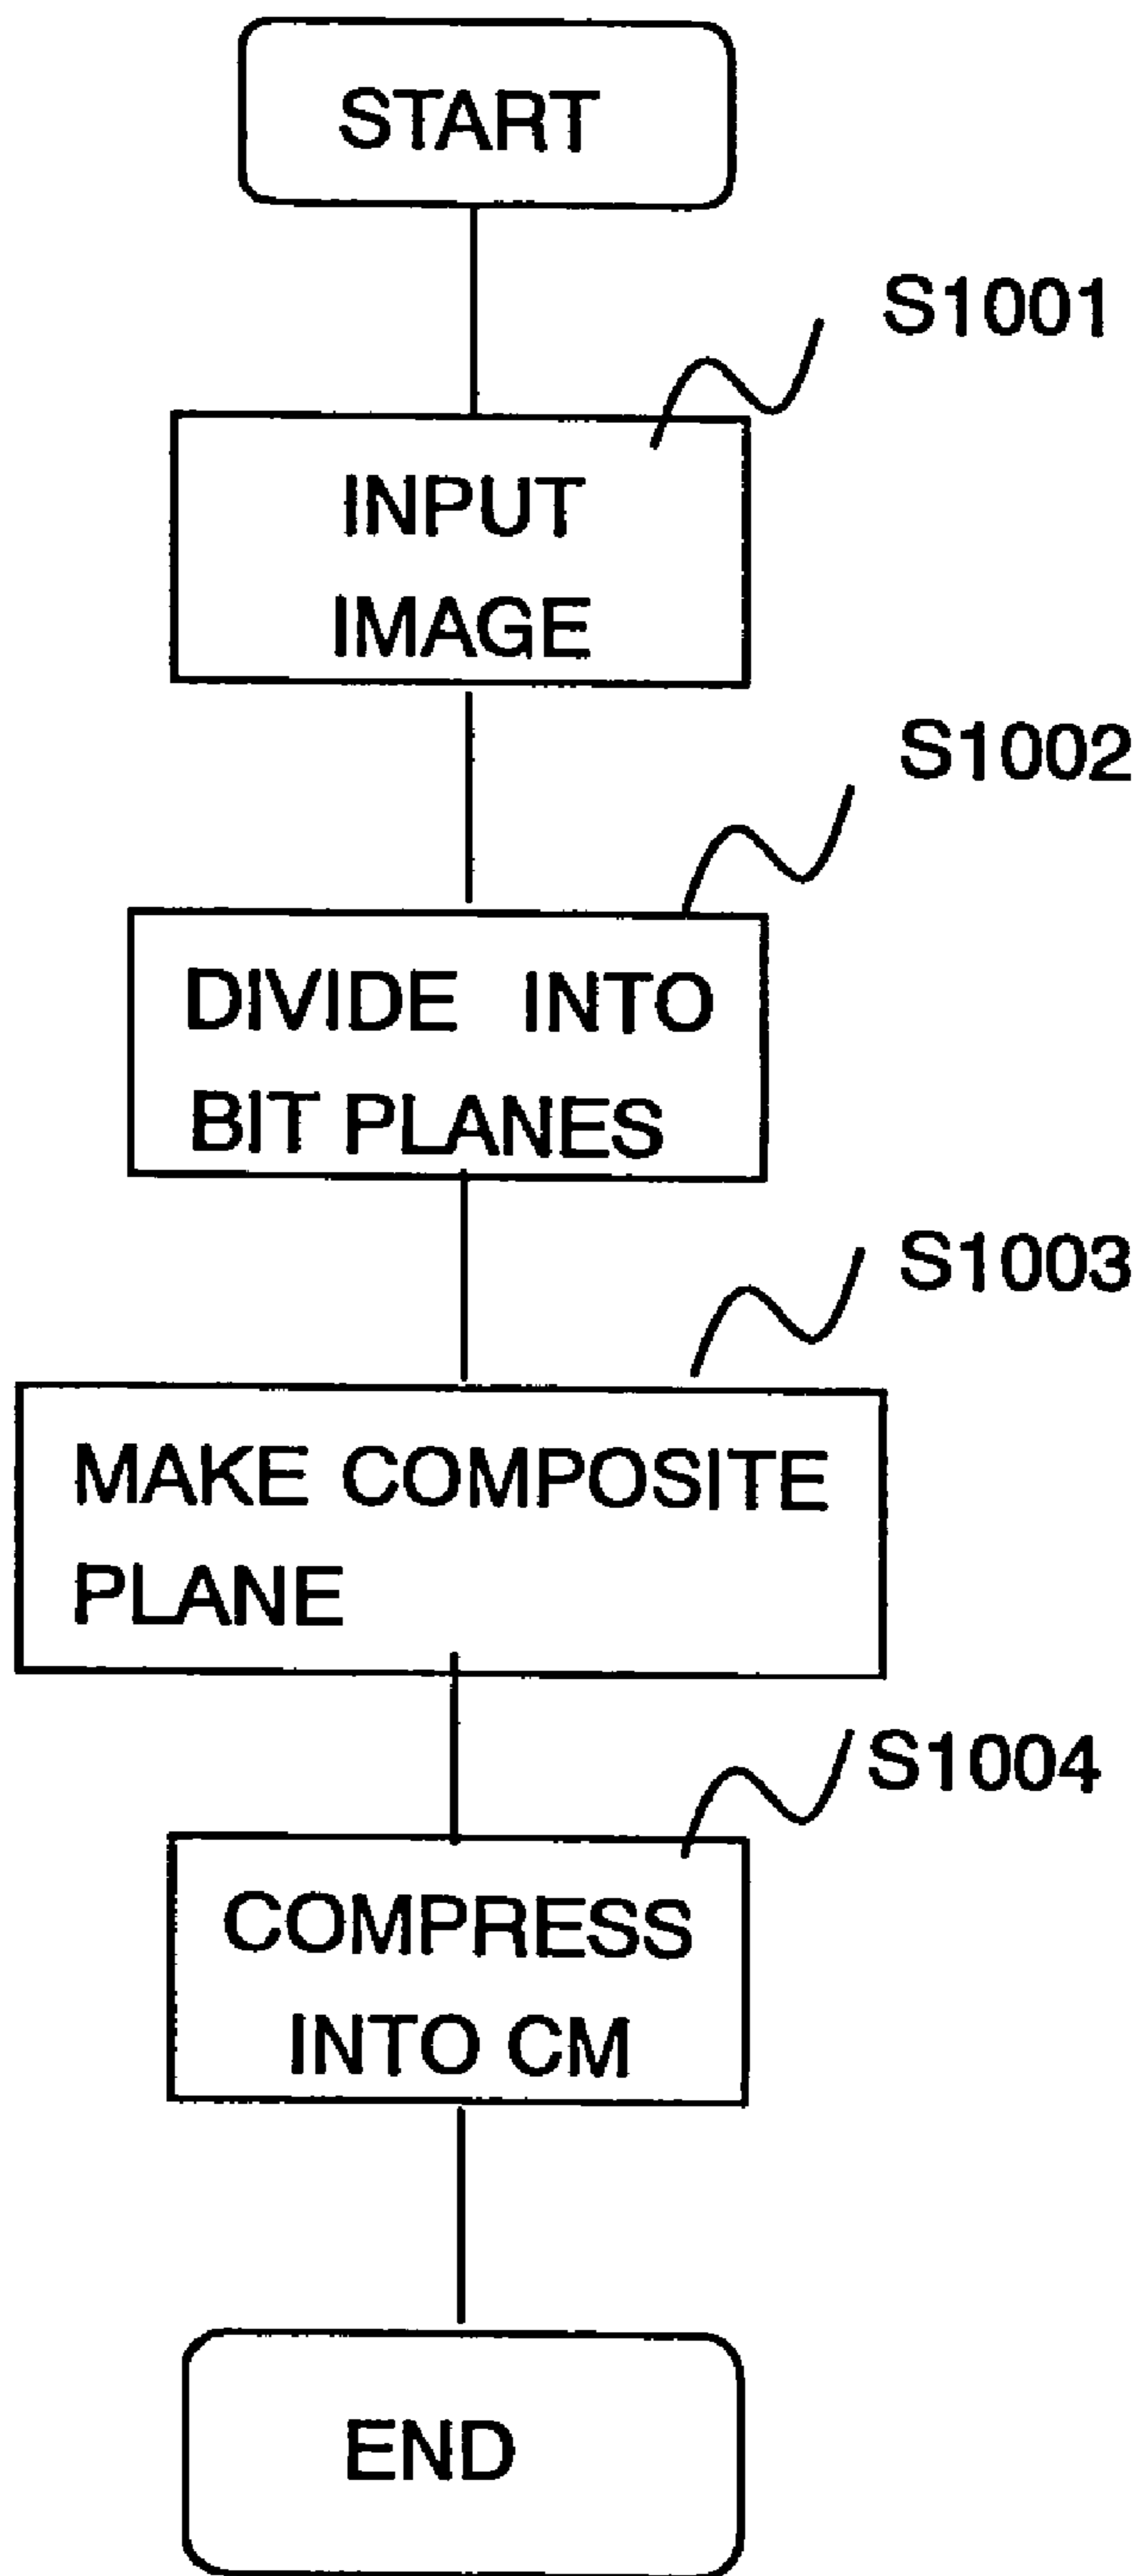 START
S1001
INPUT
IMAGE
S1002
DIVIDE INTO
BIT PLANES
S1003
MAKE COMPOSITE
PLANE
S1004
COMPRESS
INTO CM
END